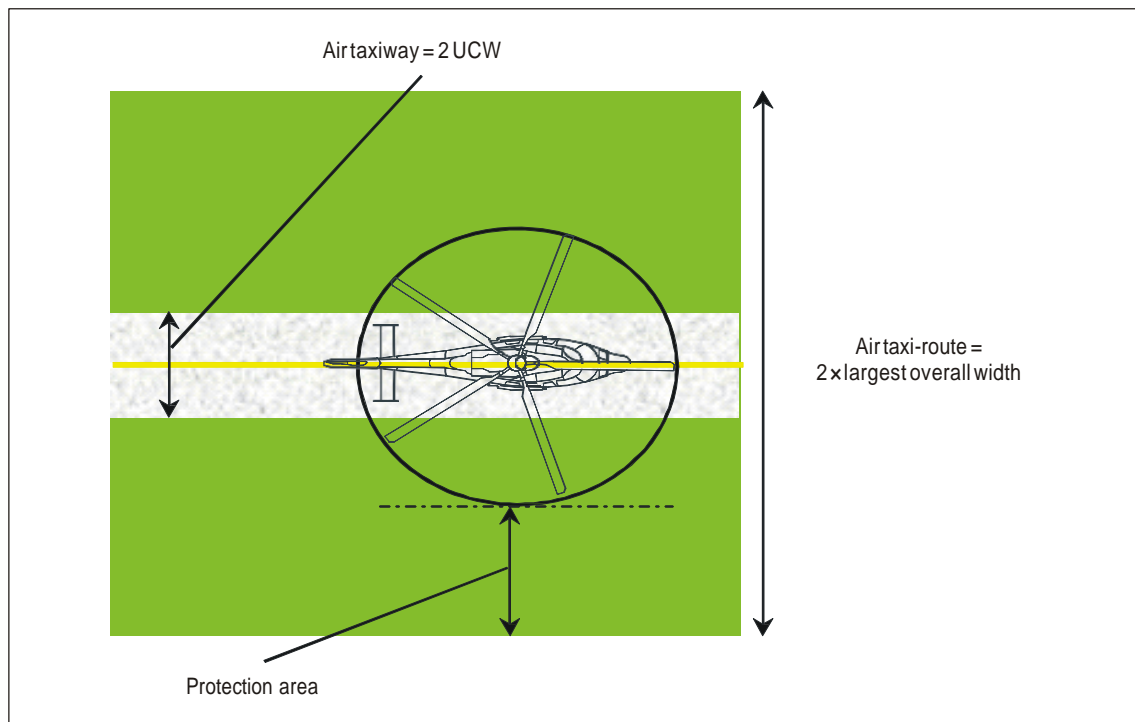 Air taxiway = 2 UCW
Air taxi-route =
2 × largest overall width
Protection area